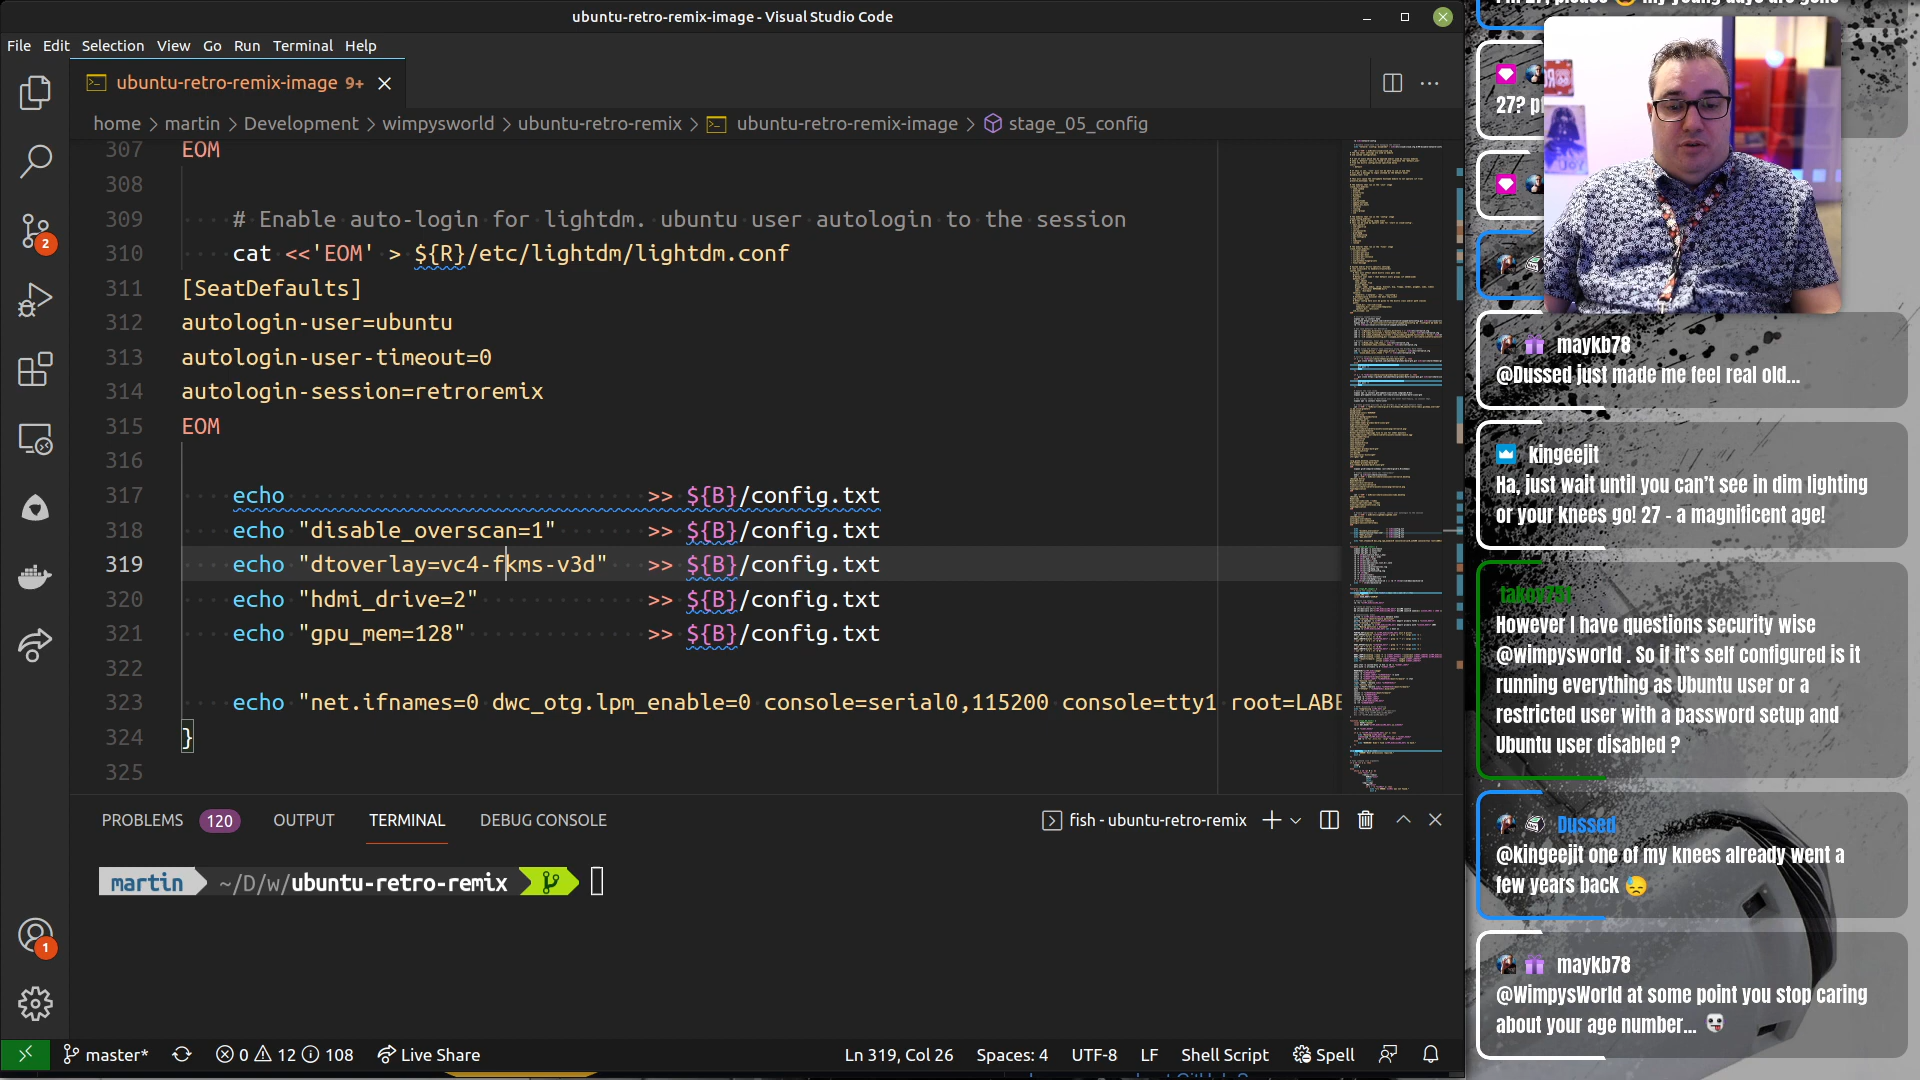 ubuntu-retro-remix-image - Visual Studio Code
File Edit Selection View Go Run Terminal Help
ubuntu-retro-remix-image 9+
home > martin > Development > wimpysworld > ubuntu-retro-remix > ubuntu-retro-remix-image > stage_05_config
307 EOM
308
309 # Enable auto-login for lightdm. ubuntu user autologin to the session
310 cat <<'EOM' > ${R}/etc/lightdm/lightdm.conf
311 [SeatDefaults]
312 autologin-user=ubuntu
313 autologin-user-timeout=0
314 autologin-session=retroremix
315 EOM
316
317 echo >> ${B}/config.txt
318 echo "disable_overscan=1" >> ${B}/config.txt
319 echo "dtoverlay=vc4-fkms-v3d" >> ${B}/config.txt
320 echo "hdmi_drive=2" >> ${B}/config.txt
321 echo "gpu_mem=128" >> ${B}/config.txt
322
323 echo "net.ifnames=0 dwc_otg.lpm_enable=0 console=serial0,115200 console=tty1 root=LABE
324 }
325
2
1
PROBLEMS 120 OUTPUT TERMINAL DEBUG CONSOLE
fish - ubuntu-retro-remix
martin ~/D/w/ubuntu-retro-remix
master* 0 12 108 Live Share
Ln 319, Col 26 Spaces: 4 UTF-8 LF Shell Script Spell
my young days are gone
27?
maykb78
@Dussed just made me feel real old...
kingeejit
Ha, just wait until you can't see in dim lighting
or your knees go! 27 - a magnificent age!
However I have questions security wise
@wimpysworld . So if it's self configured is it
running everything as Ubuntu user or a
restricted user with a password setup and
Ubuntu user disabled ?
Dussed
@kingeejit one of my knees already went a
few years back 😓
maykb78
@WimpysWorld at some point you stop caring
about your age number... 👻